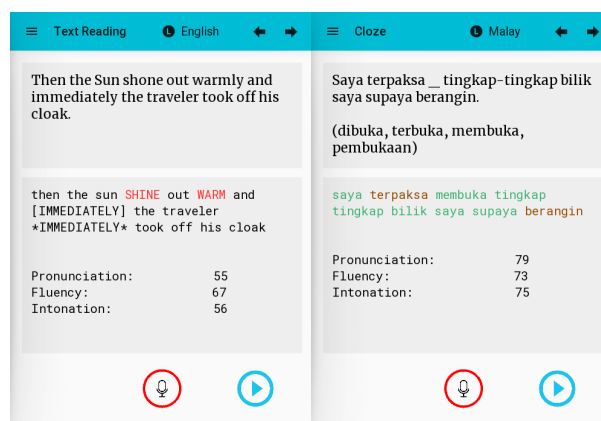 Text Reading
L English
Then the Sun shone out warmly and
immediately the traveler took off his
cloak.
then the sun SHINE out WARM and
[IMMEDIATELY] the traveler
*IMMEDIATELY* took off his cloak
Pronunciation: 55
Fluency: 67
Intonation: 56
Cloze
L Malay
Saya terpaksa __ tingkap-tingkap bilik
saya supaya berangin.
(dibuka, terbuka, membuka,
pembukaan)
saya terpaksa membuka tingkap
tingkap bilik saya supaya berangin
Pronunciation: 79
Fluency: 73
Intonation: 75